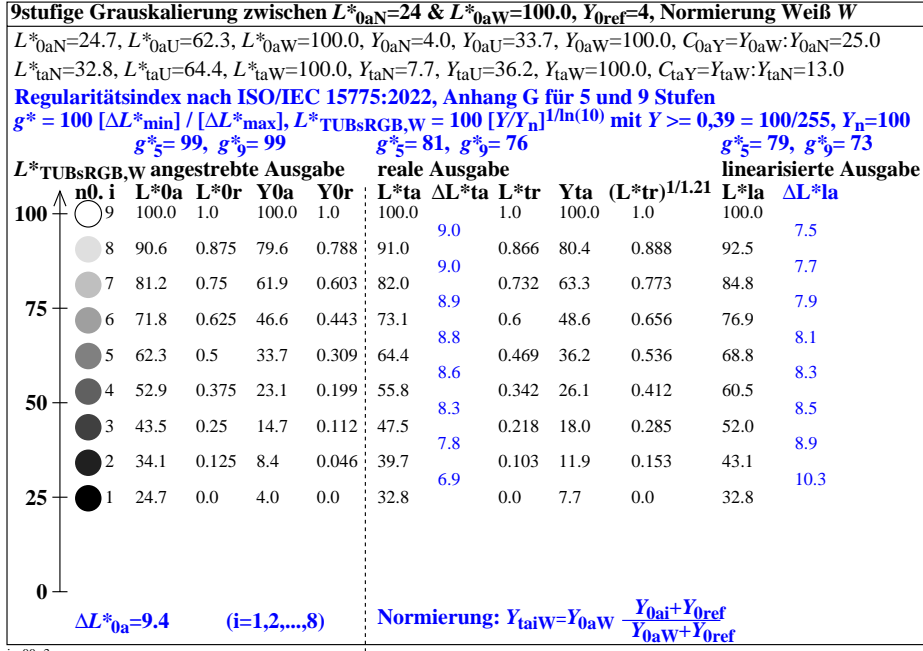 9stufige Grauskalierung zwischen L*0aN=24 & L*0aW=100.0, Y0ref=4, Normierung Weiß W
L*0aN=24.7, L*0aU=62.3, L*0aW=100.0, Y0aN=4.0, Y0aU=33.7, Y0aW=100.0, C0aY=Y0aW:Y0aN=25.0
L*taN=32.8, L*taU=64.4, L*taW=100.0, YtaN=7.7, YtaU=36.2, YtaW=100.0, CtaY=YtaW:YtaN=13.0
Regularitätsindex nach ISO/IEC 15775:2022, Anhang G für 5 und 9 Stufen
g* = 100 [ΔL*min] / [ΔL*max], L*TUBsRGB,W = 100 [Y/Yn]1/ln(10) mit Y >= 0,39 = 100/255, Yn=100
g*5= 99, g*9= 99 g*5= 81, g*9= 76 g*5= 79, g*9= 73
L*TUBsRGB,W angestrebte Ausgabe reale Ausgabe linearisierte Ausgabe
n0. i L*0a L*0r Y0a Y0r L*ta ΔL*ta L*tr Yta (L*tr)1/1.21 L*la ΔL*la
100 9 100.0 1.0 100.0 1.0 100.0 1.0 100.0 1.0 100.0
9.0 7.5
8 90.6 0.875 79.6 0.788 91.0 0.866 80.4 0.888 92.5
9.0 7.7
7 81.2 0.75 61.9 0.603 82.0 0.732 63.3 0.773 84.8
75 8.9 7.9
6 71.8 0.625 46.6 0.443 73.1 0.6 48.6 0.656 76.9
8.8 8.1
5 62.3 0.5 33.7 0.309 64.4 0.469 36.2 0.536 68.8
8.6 8.3
4 52.9 0.375 23.1 0.199 55.8 0.342 26.1 0.412 60.5
50 8.3 8.5
3 43.5 0.25 14.7 0.112 47.5 0.218 18.0 0.285 52.0
7.8 8.9
2 34.1 0.125 8.4 0.046 39.7 0.103 11.9 0.153 43.1
6.9 10.3
25 1 24.7 0.0 4.0 0.0 32.8 0.0 7.7 0.0 32.8
0
ΔL*0a=9.4 (i=1,2,...,8) Normierung: YtaiW=Y0aW Y0ai+Y0ref
Y0aW+Y0ref